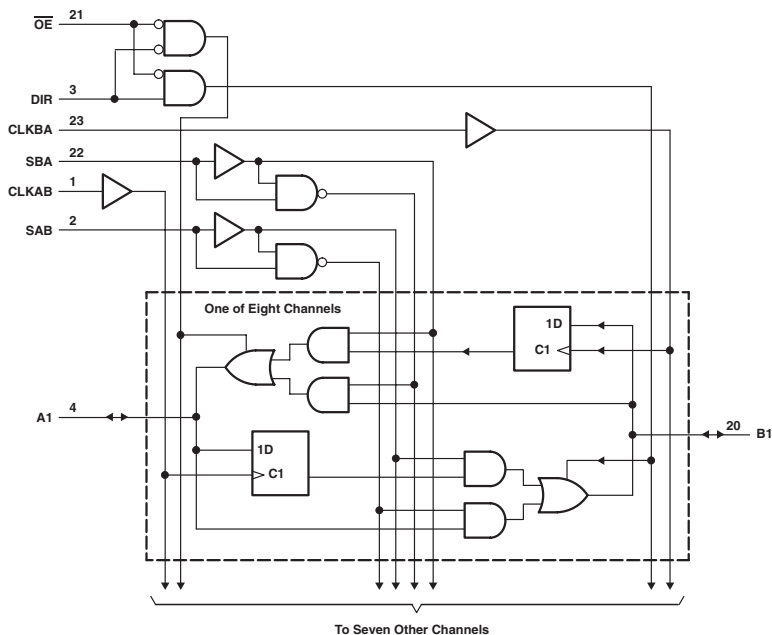 O̅E̅ 21
DIR 3
CLKBA 23
SBA 22
CLKAB 1
SAB 2
One of Eight Channels
1D
C1
A1 4
1D
C1
20 B1
To Seven Other Channels